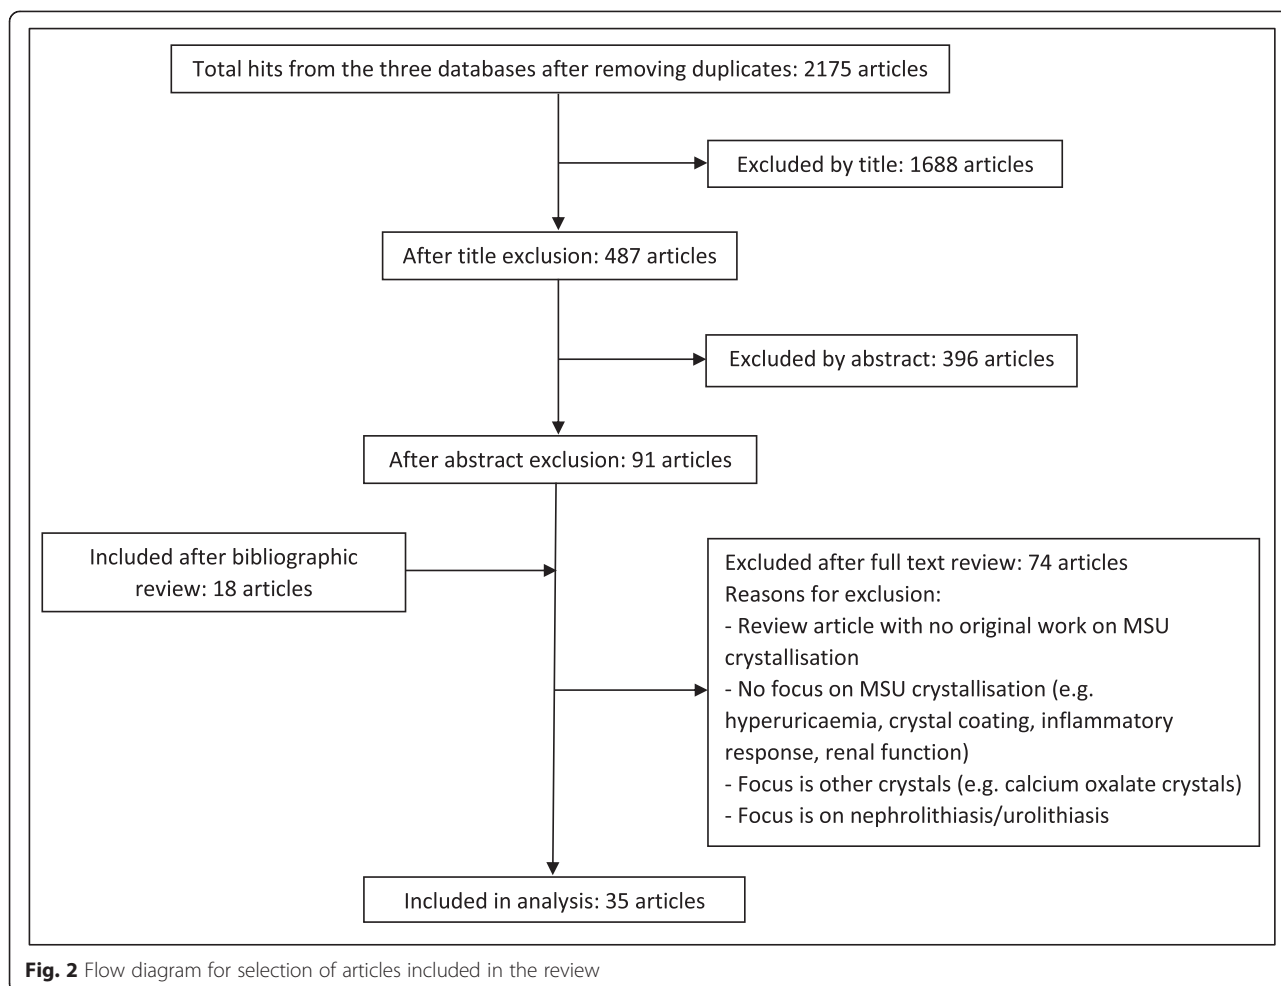 Total hits from the three databases after removing duplicates: 2175 articles
Excluded by title: 1688 articles
After title exclusion: 487 articles
Excluded by abstract: 396 articles
After abstract exclusion: 91 articles
Included after bibliographic
review: 18 articles
Excluded after full text review: 74 articles
Reasons for exclusion:
- Review article with no original work on MSU
crystallisation
- No focus on MSU crystallisation (e.g.
hyperuricaemia, crystal coating, inflammatory
response, renal function)
- Focus is other crystals (e.g. calcium oxalate crystals)
- Focus is on nephrolithiasis/urolithiasis
Included in analysis: 35 articles
Fig. 2 Flow diagram for selection of articles included in the review